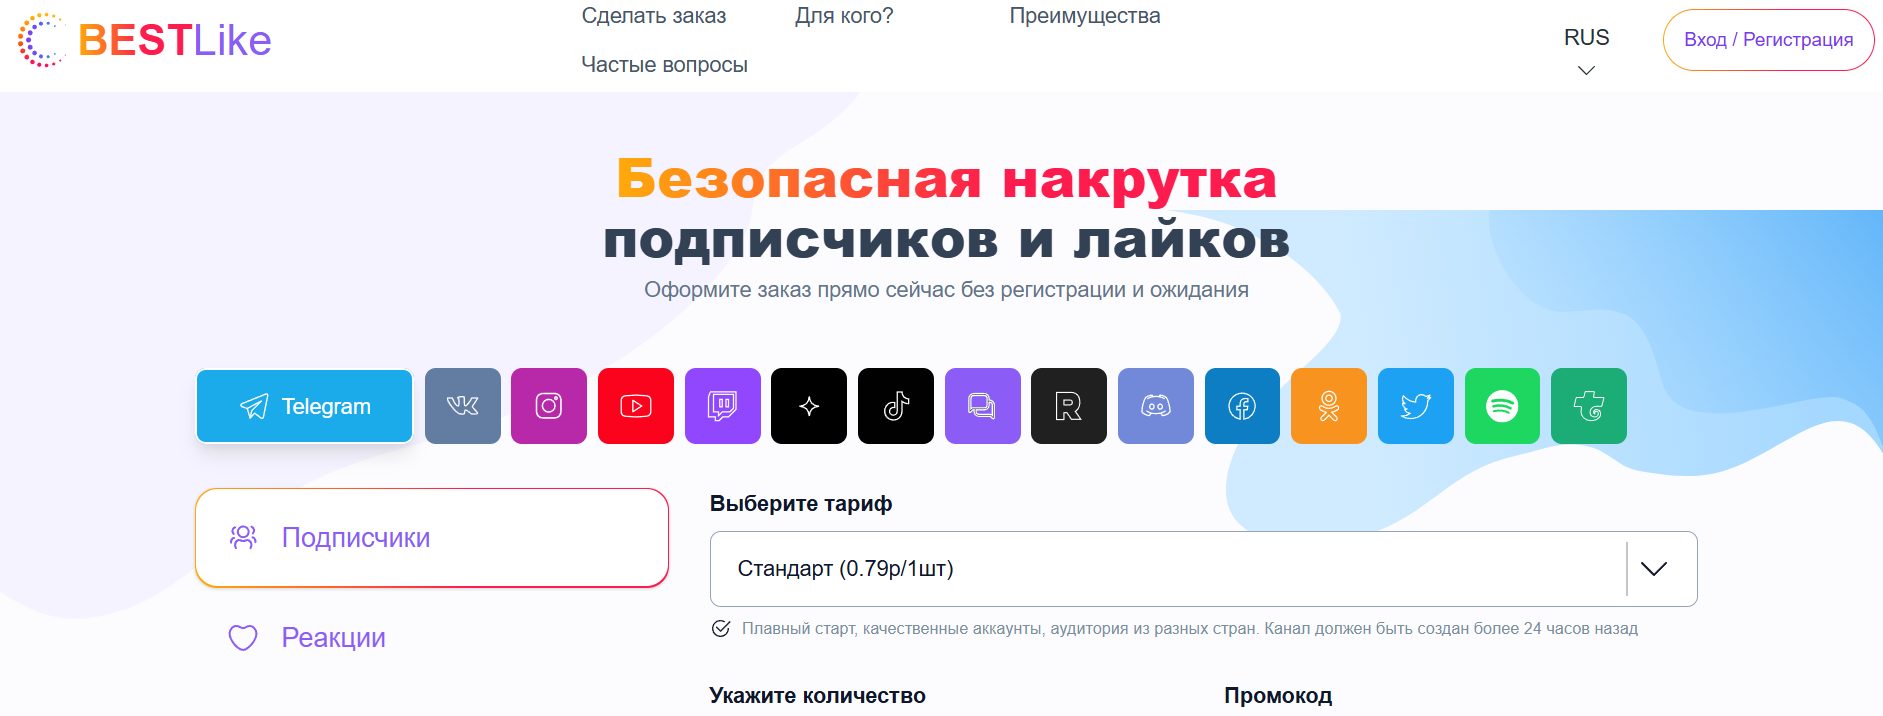 BESTLike
Сделать заказ
Для кого?
Преимущества
Частые вопросы
RUS
Вход / Регистрация
Безопасная накрутка
подписчиков и лайков
Оформите заказ прямо сейчас без регистрации и ожидания
Telegram
Подписчики
Реакции
Выберите тариф
Стандарт (0.79р/1шт)
Плавный старт, качественные аккаунты, аудитория из разных стран. Канал должен быть создан более 24 часов назад
Укажите количество
Промокод